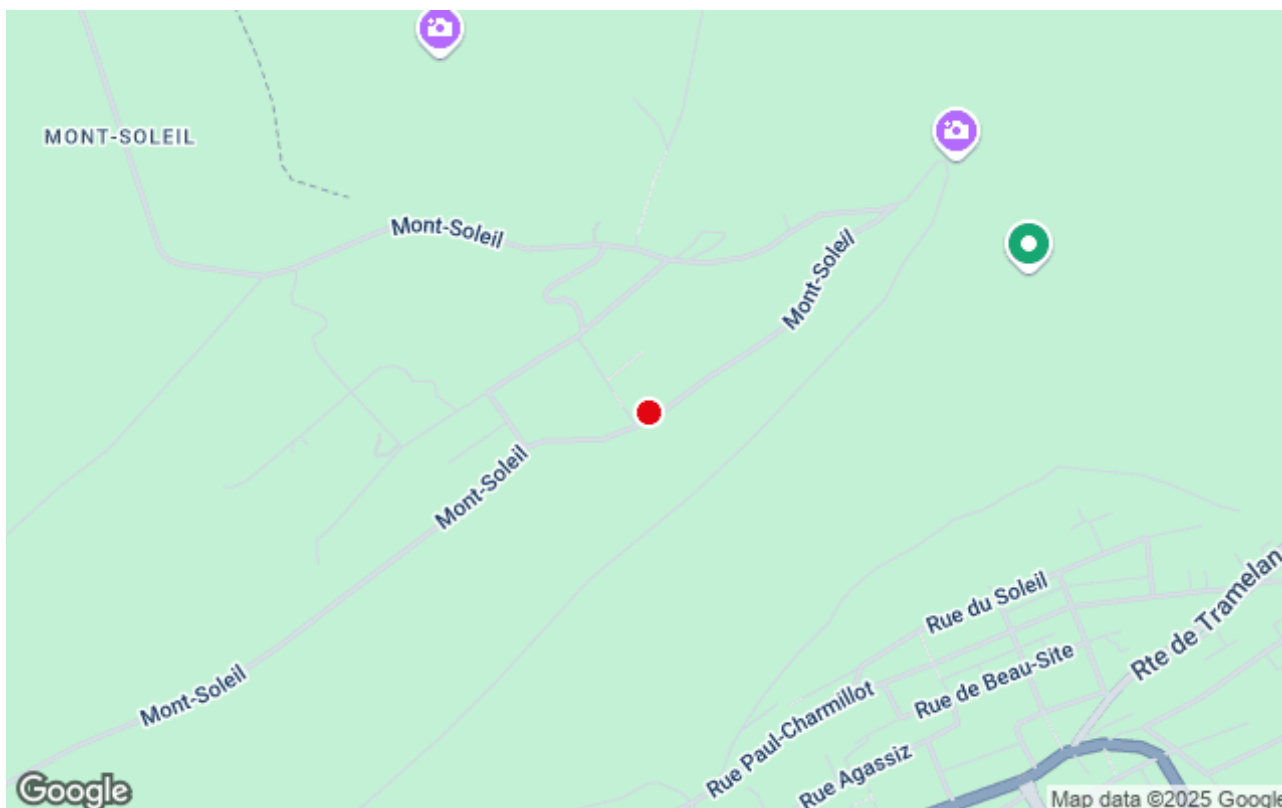 MONT-SOLEIL
Mont-Soleil
Mont-Soleil
Mont-Soleil
Mont-Soleil
Rue du Soleil
Rte de Tramelan
Rue de Beau-Site
Rue Paul-Charmillot
Rue Agassiz
Google
Map data ©2025 Google